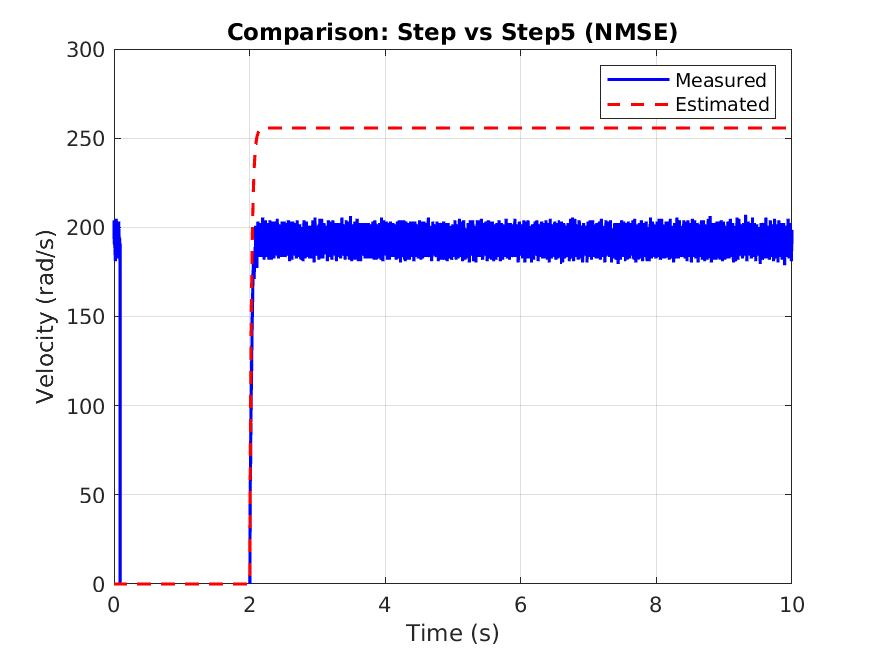 Comparison: Step vs Step5 (NMSE)
300
250
200
150
100
50
0
Velocity (rad/s)
Measured
Estimated
0 2 4 6 8 10
Time (s)